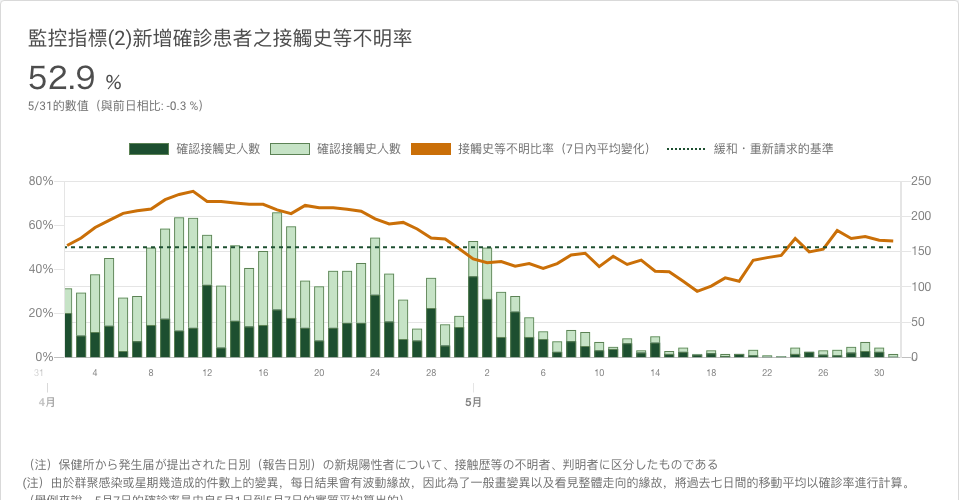 監控指標(2)新增確診患者之接觸史等不明率
52.9 %
5/31的數值（與前日相比: -0.3 %）
確認接觸史人數 確認接觸史人數 接觸史等不明比率（7日內平均變化） 緩和・重新請求的基準
80% 250
60% 200
150
40% 100
20% 50
0% 0
31 4 8 12 16 20 24 28 2 6 10 14 18 22 26 30
4月 5月
（注）保健所から発生届が提出された日別（報告日別）の新規陽性者について、接触歴等の不明者、判明者に区分したものである
（注）由於群聚感染或星期幾造成的件數上的變異，每日結果會有波動緣故，因此為了一般畫變異以及看見整體走向的緣故，將過去七日間的移動平均以確診率進行計算。